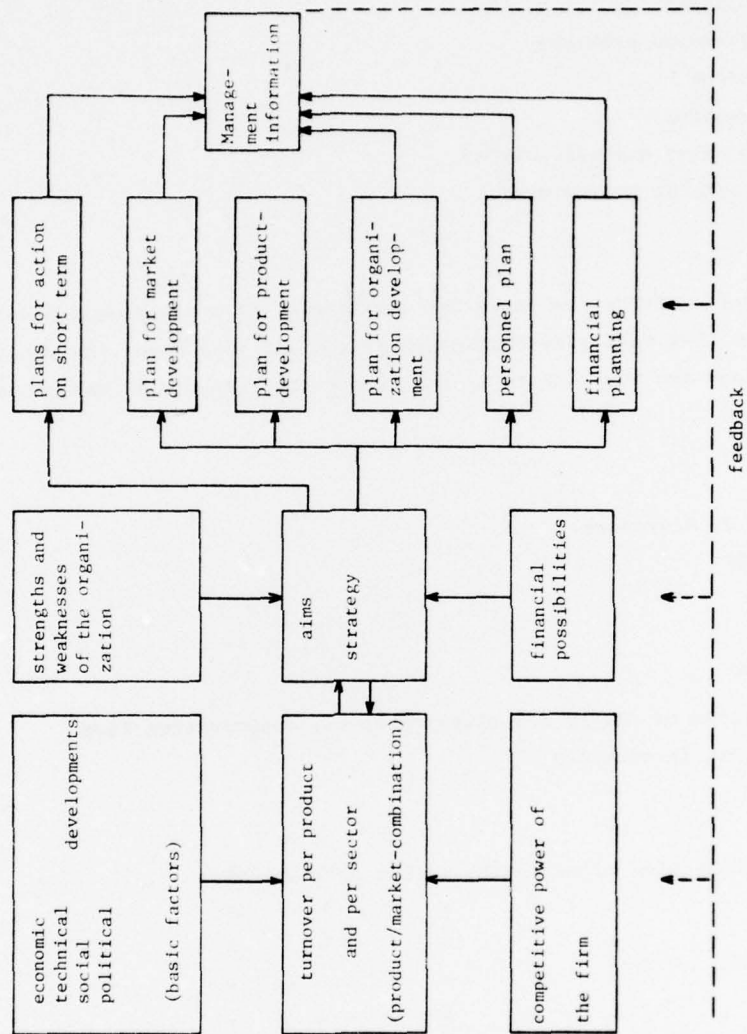 economic
technical developments
social
political
(basic factors)
turnover per product
and per sector
(product/market-combination)
competitive power of
the firm
strengths and
weaknesses
of the organi-
zation
aims
strategy
financial
possibilities
plans for action
on short term
plan for market
development
plan for product-
development
plan for organi-
zation develop-
ment
personnel plan
financial
planning
Manage-
ment
information
feedback